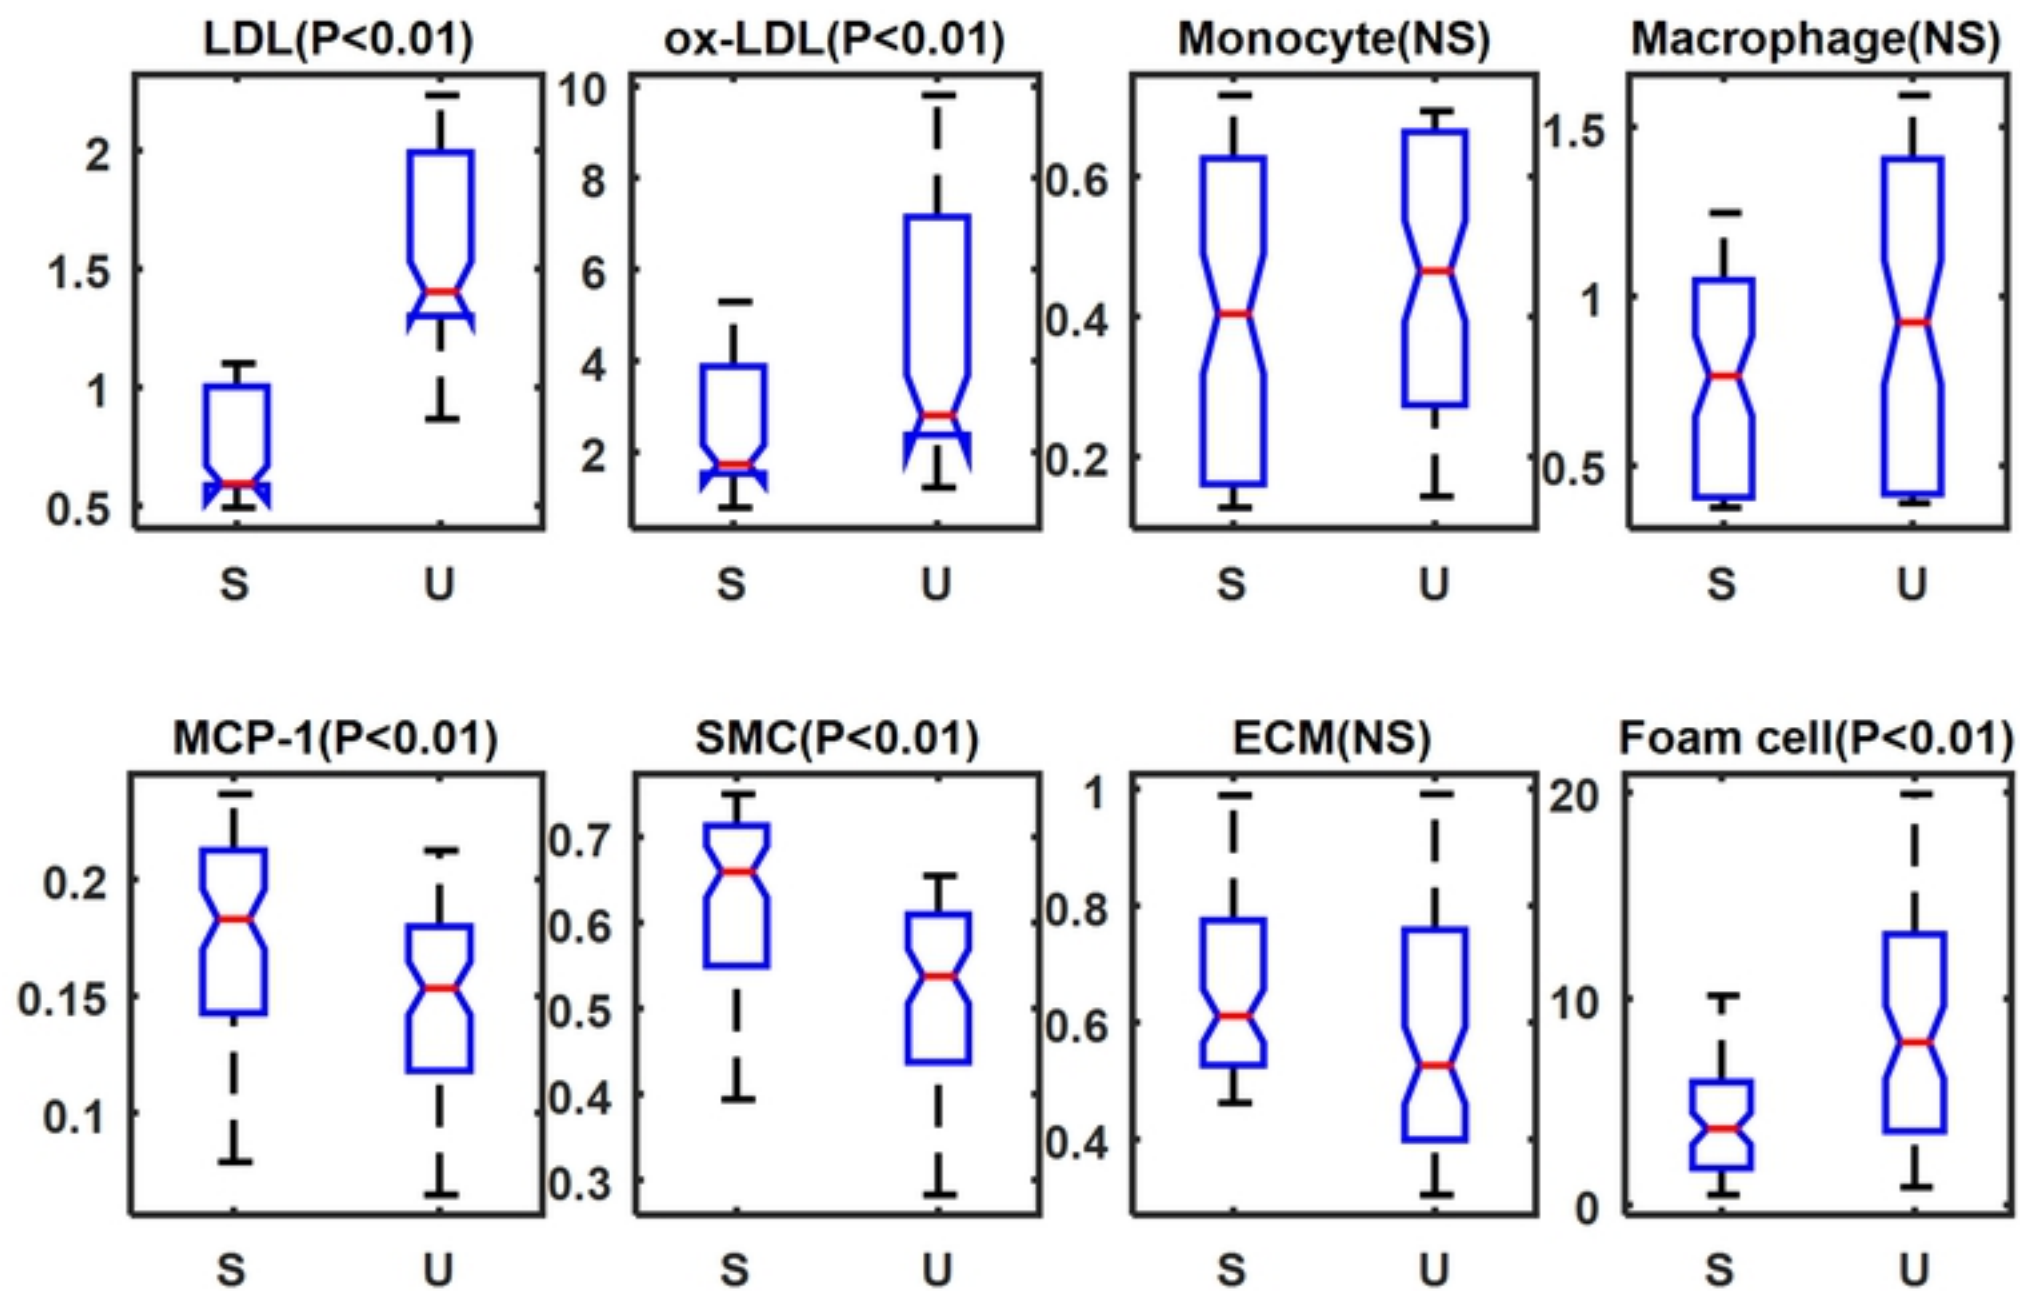 LDL(P<0.01)
2
1.5
1
0.5
S U
ox-LDL(P<0.01)
10
8
6
4
2
S U
Monocyte(NS)
0.6
0.4
0.2
S U
Macrophage(NS)
1.5
1
0.5
S U
MCP-1(P<0.01)
0.2
0.15
0.1
S U
SMC(P<0.01)
0.7
0.6
0.5
0.4
0.3
S U
ECM(NS)
1
0.8
0.6
0.4
S U
Foam cell(P<0.01)
20
10
0
S U